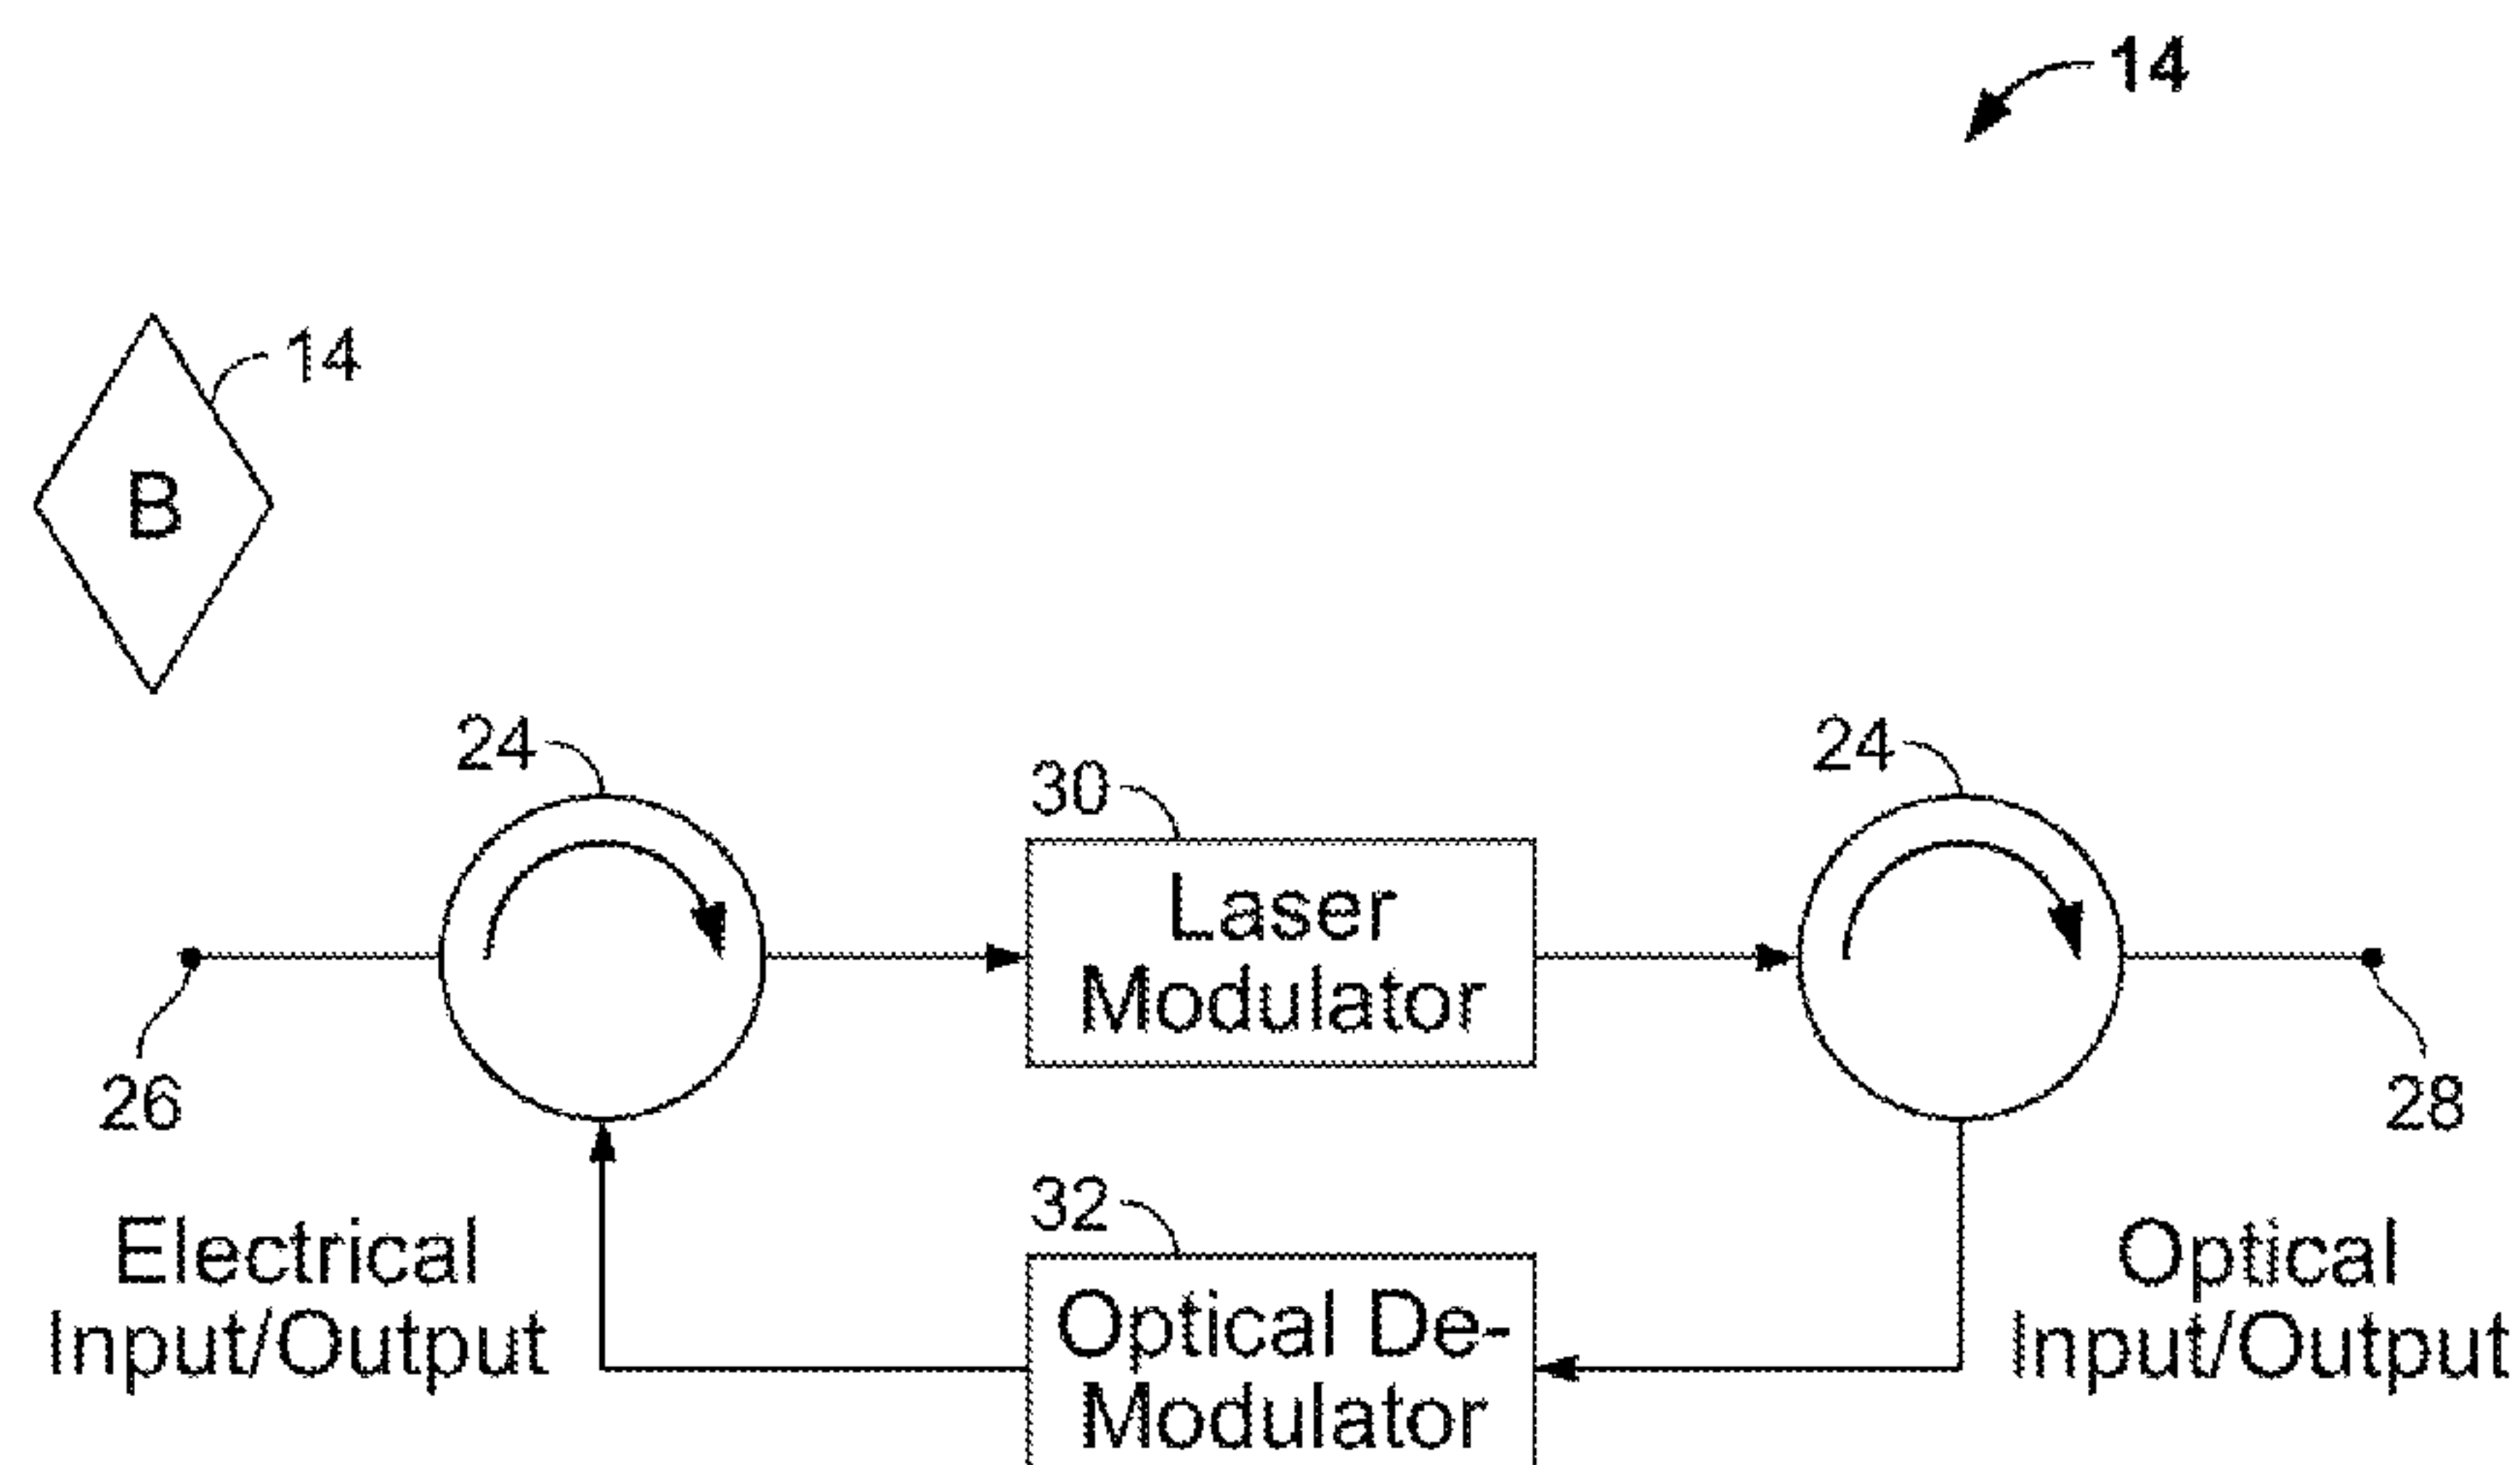 14
14
B
24
24
30
Laser
Modulator
26
28
32
Electrical
Input/Output
Optical
Input/Output
Optical De-
Modulator